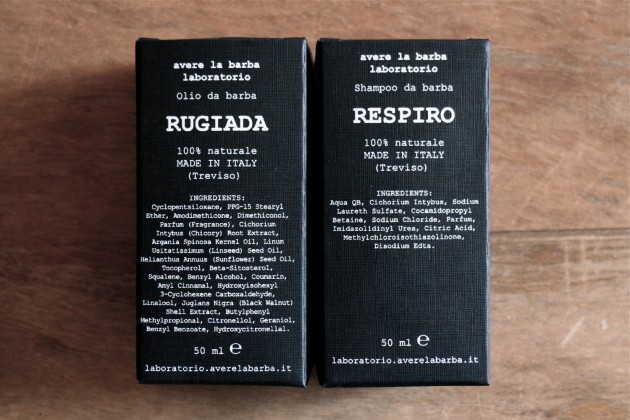 avere la barba
laboratorio
Olio da barba
RUGIADA
100% naturale
MADE IN ITALY
(Treviso)
INGREDIENTS:
Cyclopentsiloxane, PPG-15 Stearyl
Ether, Amodimethicone, Dimethiconol,
Parfum (Fragrance), Cichorium
Intybus (Chicory) Root Extract,
Argania Spinosa Kernel Oil, Linum
Usitatissimum (Linseed) Seed Oil,
Helianthus Annuus (Sunflower) Seed Oil,
Tocopherol, Beta-Sitosterol,
Squalene, Benzyl Alcohol, Coumarin,
Amyl Cinnamal, Hydroxyisohexyl
3-Cyclohexene Carboxaldehyde,
Linalool, Juglans Nigra (Black Walnut)
Shell Extract, Butylphenyl
Methylpropional, Citronellol, Geraniol,
Benzyl Benzoate, Hydroxycitronellal.
50 ml e
laboratorio.averelabarba.it
avere la barba
laboratorio
Shampoo da barba
RESPIRO
100% naturale
MADE IN ITALY
(Treviso)
INGREDIENTS:
Aqua QB, Cichorium Intybus, Sodium
Laureth Sulfate, Cocamidopropyl
Betaine, Sodium Chloride, Parfum,
Imidazolidinyl Urea, Citric Acid,
Methylchloroisothiazolinone,
Disodium Edta.
50 ml e
laboratorio.averelabarba.it